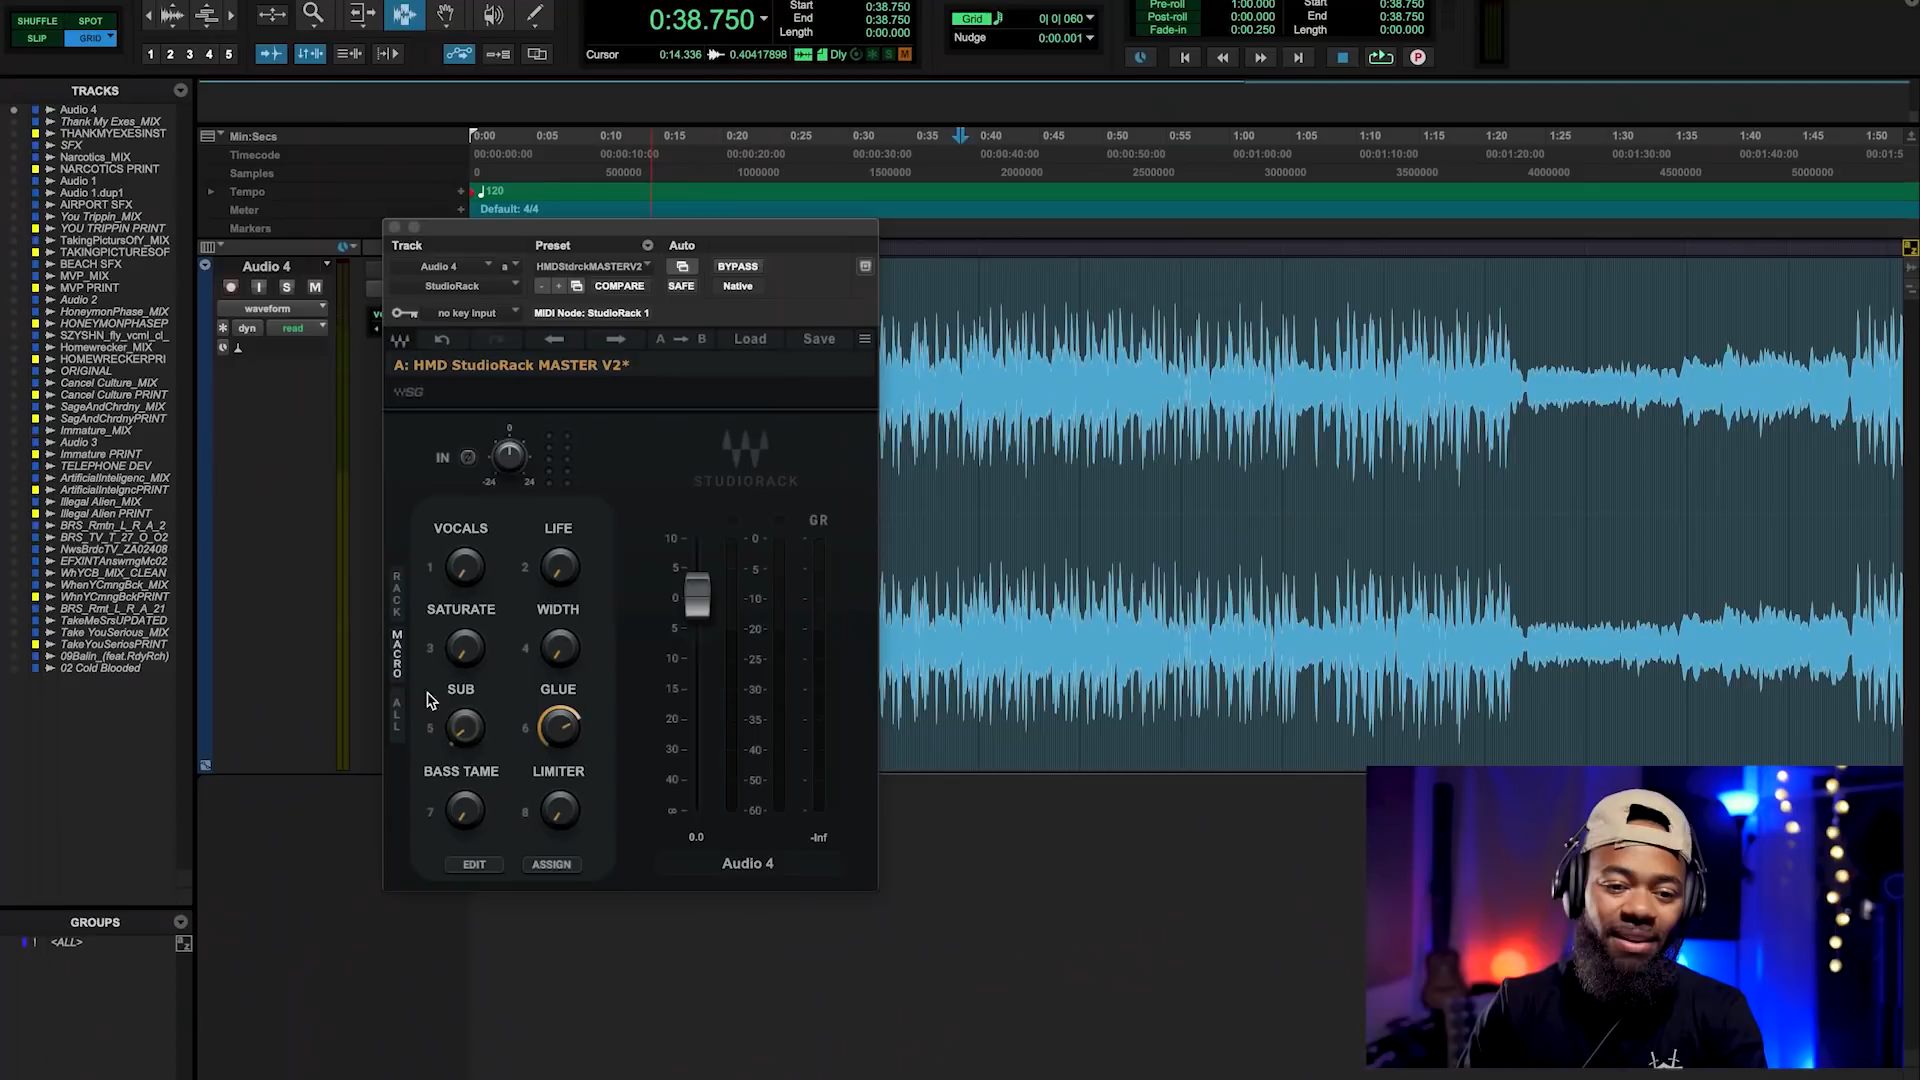 SHUFFLE SPOT
SLIP GRID
1 2 3 4 5
0:38.750
Start 0:38.750
End 0:38.750
Length 0:00.000
Cursor 0:14.336 0.40417898 Dly S M
Grid 0| 0| 060
Nudge 0:00.001
Pre-roll 1:00.000
Post-roll 0:00.000
Fade-in 0:00.250
Start 0:38.750
End 0:38.750
Length 0:00.000
P
TRACKS
Audio 4
Thank My Exes_MIX
THANKMYEXESINST
SFX
Narcotics_MIX
NARCOTICS PRINT
Audio 1
Audio 1.dup1
AIRPORT SFX
You Trippin_MIX
YOU TRIPPIN PRINT
TakingPictursOfY_MIX
TAKINGPICTURESOF
BEACH SFX
MVP_MIX
MVP PRINT
Audio 2
HoneymonPhase_MIX
HONEYMONPHASEP
SZYSHN_fly_vcml_cl_
Homewrecker_MIX
HOMEWRECKERPRI
ORIGINAL
Cancel Culture_MIX
Cancel Culture PRINT
SageAndChrdny_MIX
SagAndChrdnyPRINT
Immature_MIX
Audio 3
Immature PRINT
TELEPHONE DEV
ArtificialInteligenc_MIX
ArtificialIntelgncPRINT
Illegal Alien_MIX
Illegal Alien PRINT
BRS_Rmtn_L_R_A_2
BRS_TV_T_27_O_O2
NwsBrdcTV_ZA02408
EFXINTAnswrngMc02
WhYCB_MIX_CLEAN
WhenYCmngBck_MIX
WhnYCmngBckPRINT
BRS_Rmt_L_R_A_21
TakeMeSrsUPDATED
Take YouSerious_MIX
TakeYouSeriosPRINT
09Balin_(feat.RdyRch)
02 Cold Blooded
GROUPS
1 <ALL>
Min:Secs 0:00 0:05 0:10 0:15 0:20 0:25 0:30 0:35 0:40 0:45 0:50 0:55 1:00 1:05 1:10 1:15 1:20 1:25 1:30 1:35 1:40 1:45 1:50
Timecode 00:00:00:00 00:00:10:00 00:00:20:00 00:00:30:00 00:00:40:00 00:00:50:00 00:01:00:00 00:01:10:00 00:01:20:00 00:01:30:00 00:01:40:00 00:01:5
Samples 0 500000 1000000 1500000 2000000 2500000 3000000 3500000 4000000 4500000 5000000
Tempo 120
Meter Default: 4/4
Markers
Audio 4
I S M
waveform
dyn read
Track Preset Auto
Audio 4 a HMDStdrckMASTERV2 BYPASS
StudioRack - + COMPARE SAFE Native
no key input MIDI Node: StudioRack 1
A B Load Save
A: HMD StudioRack MASTER V2*
WSG
IN 0 -24 24
STUDIORACK
RACK
MACRO
ALL
VOCALS LIFE
1 2
SATURATE WIDTH
3 4
SUB GLUE
5 6
BASS TAME LIMITER
7 8
EDIT ASSIGN
GR
10 0
5 -5
0 -10
5 -20
10 -25
15 -30
20 -35
30 -40
40 -50
∞ -60
0.0 -Inf
Audio 4